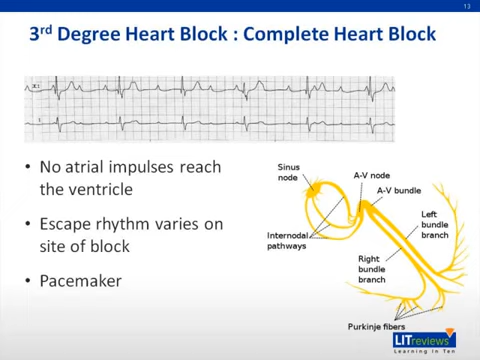 13
3rd Degree Heart Block : Complete Heart Block
• No atrial impulses reach
the ventricle
• Escape rhythm varies on
site of block
• Pacemaker
Sinus
node
A-V node
A-V bundle
Left
bundle
branch
Internodal
pathways
Right
bundle
branch
Purkinje fibers
LITreviews
Learning In Ten